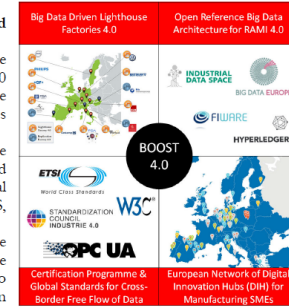 Big Data Driven Lighthouse
Factories 4.0
Open Reference Big Data
Architecture for RAMI 4.0
INDUSTRIAL
DATA SPACE
BIG DATA EUROPE
FIWARE
HYPERLEDGER
BOOST
4.0
ETSI
World Class Standards
W3C
STANDARDIZATION
COUNCIL
INDUSTRIE 4.0
OPC UA
Certification Programme &
Global Standards for Cross-
Border Free Flow of Data
European Network of Digital
Innovation Hubs (DIH) for
Manufacturing SMEs